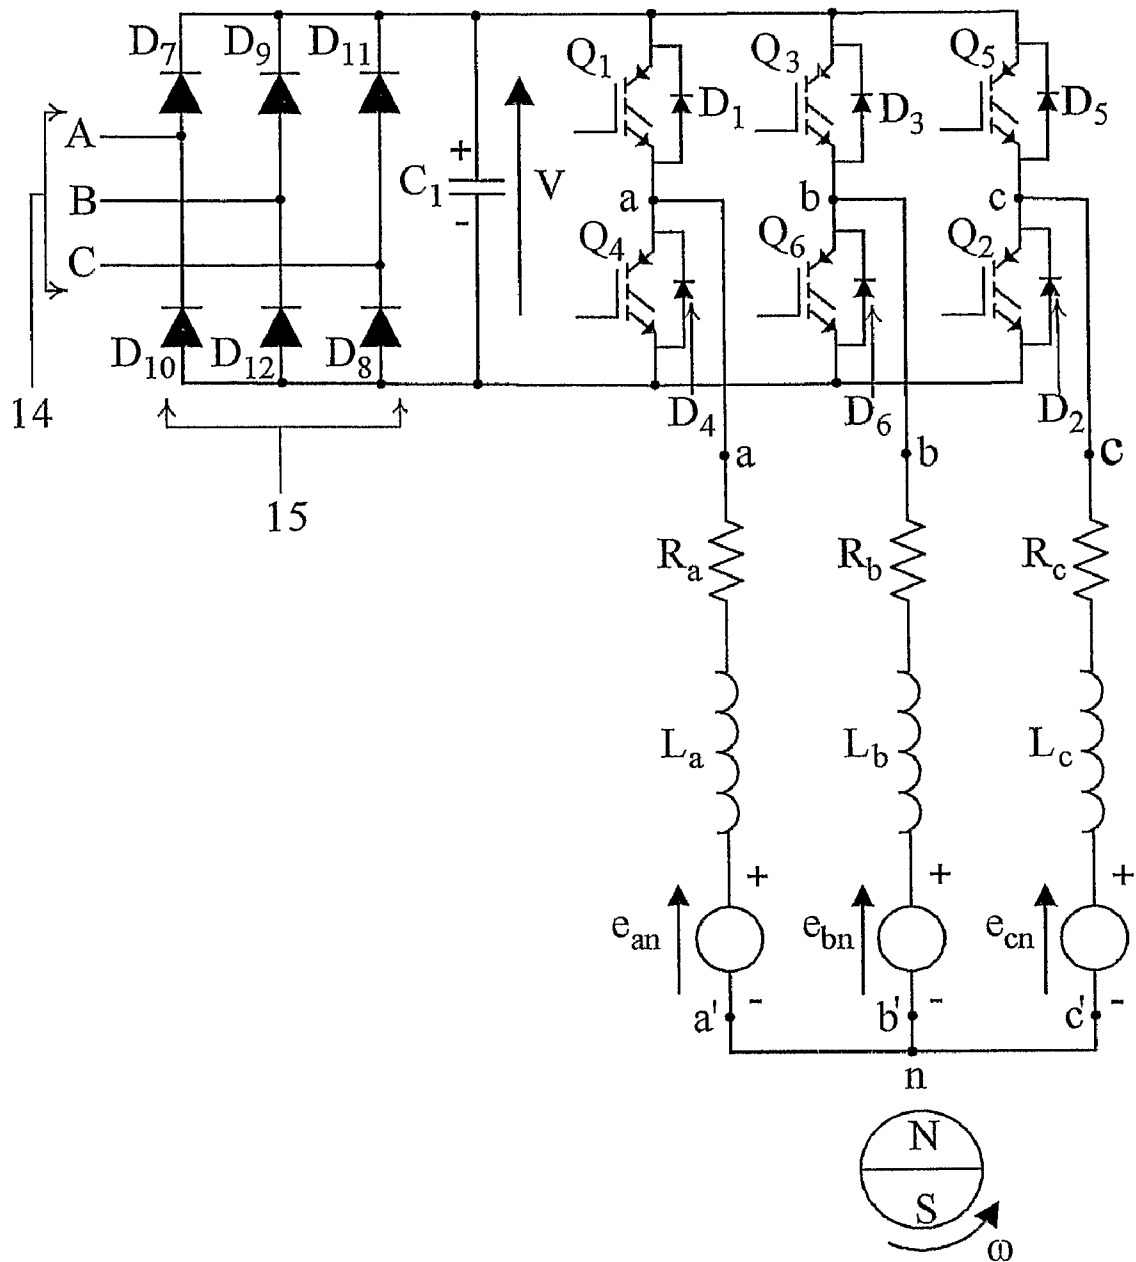 D7 D9 D11 Q1 Q3 Q5
D1 D3 D5
A
B
C
+
C1
-
V
a b c
Q4 Q6 Q2
D10 D12 D8
14
D4 D6 D2
15
a b c
Ra Rb Rc
La Lb Lc
+ + +
ean ebn ecn
- - -
a' b' c'
n
N
S
ω